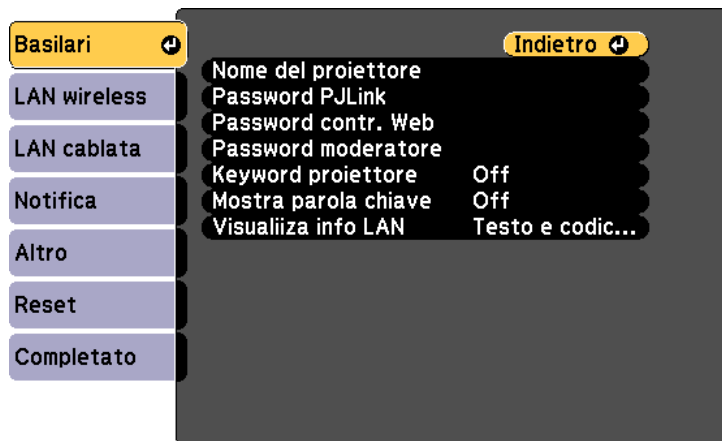 Basilari
LAN wireless
LAN cablata
Notifica
Altro
Reset
Completato
Indietro
Nome del proiettore
Password PJLink
Password contr. Web
Password moderatore
Keyword proiettore Off
Mostra parola chiave Off
Visualiiza info LAN Testo e codic...